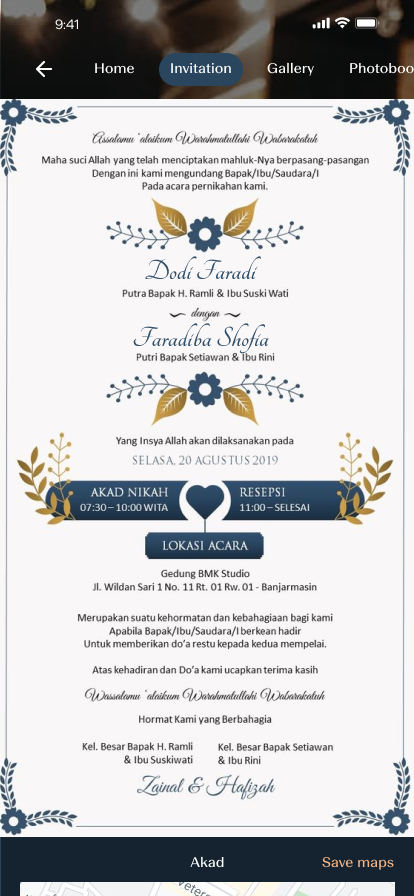 9:41
Home Invitation Gallery Photoboo
Assalamu 'alaikum Warahmatullahi Wabarakatuh
Maha suci Allah yang telah menciptakan mahluk-Nya berpasang-pasangan
Dengan ini kami mengundang Bapak/Ibu/Saudara/I
Pada acara pernikahan kami.
Dodi Faradi
Putra Bapak H. Ramli & Ibu Suski Wati
dengan
Faradiba Shofia
Putri Bapak Setiawan & Ibu Rini
Yang Insya Allah akan dilaksanakan pada
SELASA, 20 AGUSTUS 2019
AKAD NIKAH
07:30 – 10:00 WITA
RESEPSI
11:00 – SELESAI
LOKASI ACARA
Gedung BMK Studio
Jl. Wildan Sari 1 No. 11 Rt. 01 Rw. 01 - Banjarmasin
Merupakan suatu kehormatan dan kebahagiaan bagi kami
Apabila Bapak/Ibu/Saudara/I berkean hadir
Untuk memberikan do'a restu kepada kedua mempelai.
Atas kehadiran dan Do'a kami ucapkan terima kasih
Wassalamu 'alaikum Warahmatullahi Wabarakatuh
Hormat Kami yang Berbahagia
Kel. Besar Bapak H. Ramli
& Ibu Suskiwati
Kel. Besar Bapak Setiawan
& Ibu Rini
Zainal & Hafizah
Akad Save maps